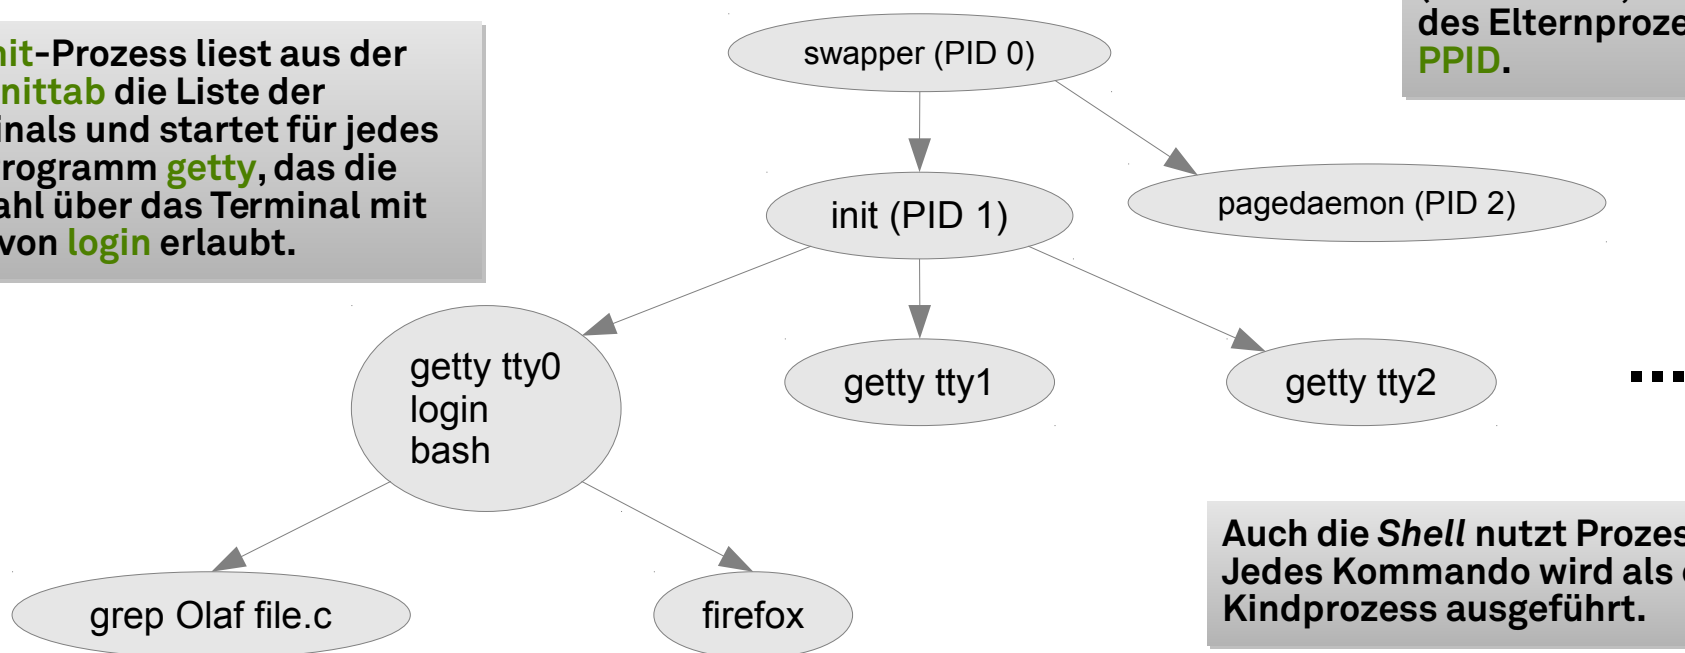 -Prozess liest aus der
nittab die Liste der
inals und startet für jedes
rogramm getty, das die
ahl über das Terminal mit
von login erlaubt.
swapper (PID 0)
des Elternproze
PPID.
init (PID 1)
pagedaemon (PID 2)
getty tty0
login
bash
getty tty1
getty tty2
....
grep Olaf file.c
firefox
Auch die Shell nutzt Prozes
Jedes Kommando wird als
Kindprozess ausgeführt.